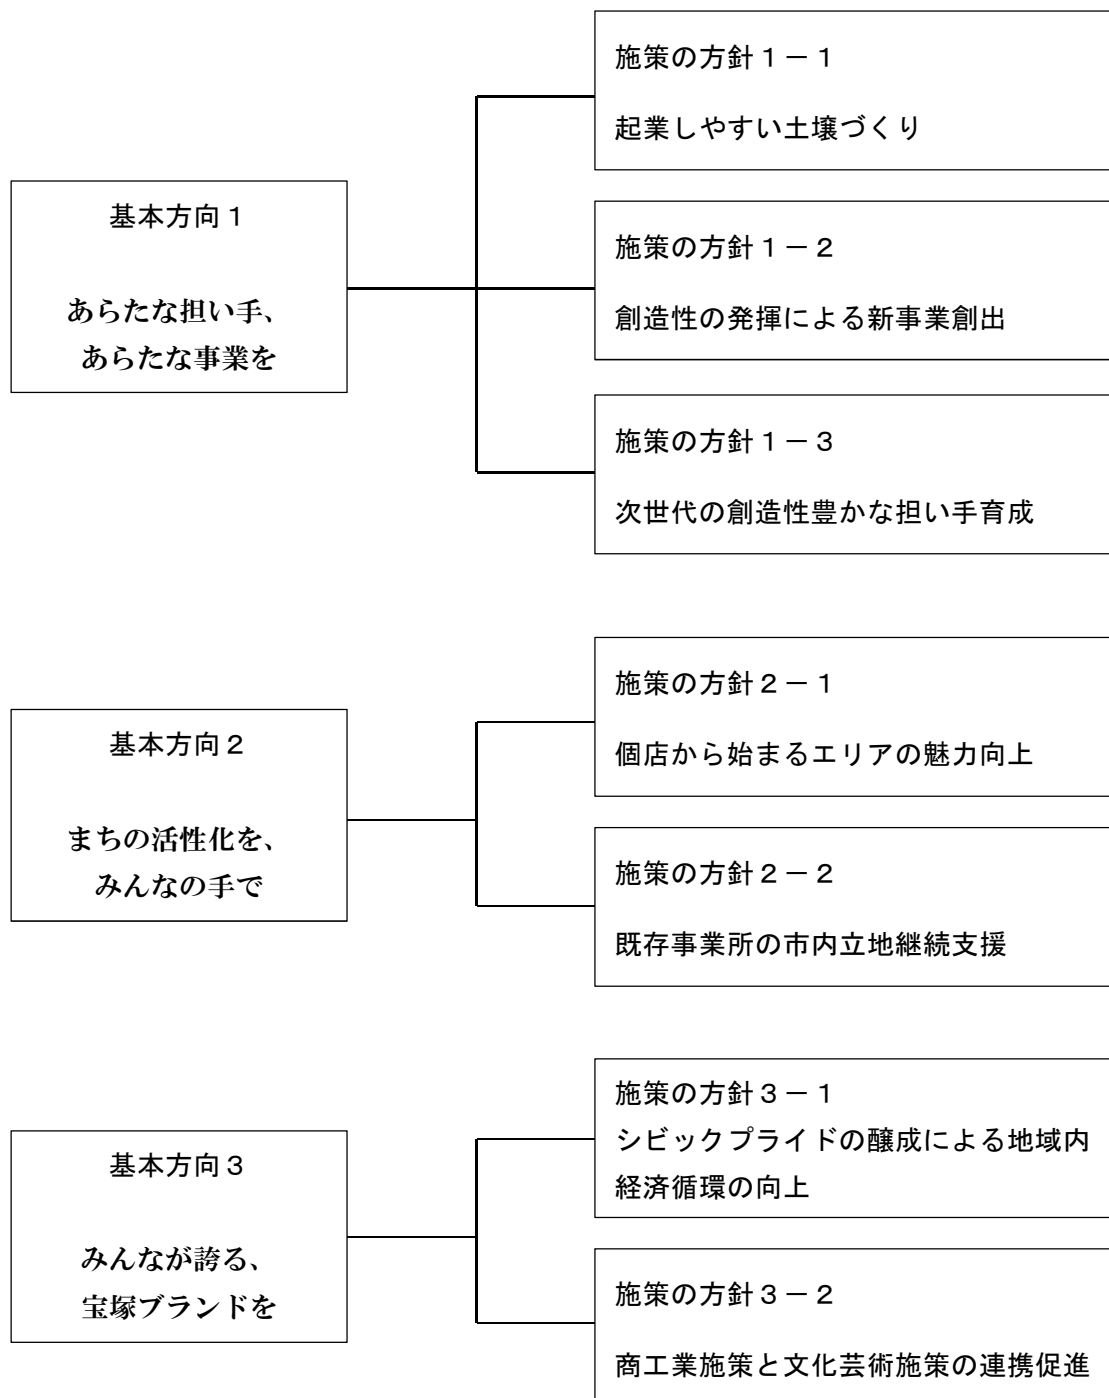 基本方向１
あらたな担い手、
あらたな事業を
施策の方針１－１
起業しやすい土壌づくり
施策の方針１－２
創造性の発揮による新事業創出
施策の方針１－３
次世代の創造性豊かな担い手育成
基本方向２
まちの活性化を、
みんなの手で
施策の方針２－１
個店から始まるエリアの魅力向上
施策の方針２－２
既存事業所の市内立地継続支援
基本方向３
みんなが誇る、
宝塚ブランドを
施策の方針３－１
シビックプライドの醸成による地域内
経済循環の向上
施策の方針３－２
商工業施策と文化芸術施策の連携促進